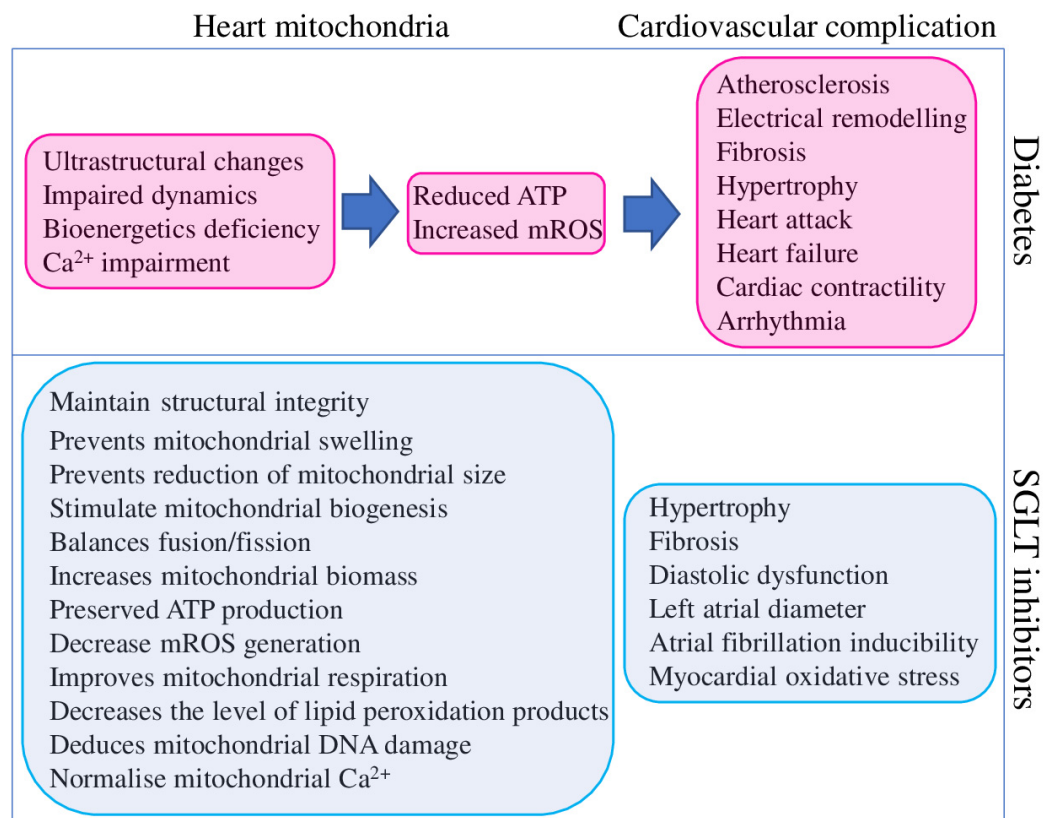 Heart mitochondria
Cardiovascular complication
Ultrastructural changes
Impaired dynamics
Bioenergetics deficiency
Ca²⁺ impairment
Reduced ATP
Increased mROS
Atherosclerosis
Electrical remodelling
Fibrosis
Hypertrophy
Heart attack
Heart failure
Cardiac contractility
Arrhythmia
Diabetes
Maintain structural integrity
Prevents mitochondrial swelling
Prevents reduction of mitochondrial size
Stimulate mitochondrial biogenesis
Balances fusion/fission
Increases mitochondrial biomass
Preserved ATP production
Decrease mROS generation
Improves mitochondrial respiration
Decreases the level of lipid peroxidation products
Deduces mitochondrial DNA damage
Normalise mitochondrial Ca²⁺
Hypertrophy
Fibrosis
Diastolic dysfunction
Left atrial diameter
Atrial fibrillation inducibility
Myocardial oxidative stress
SGLT inhibitors